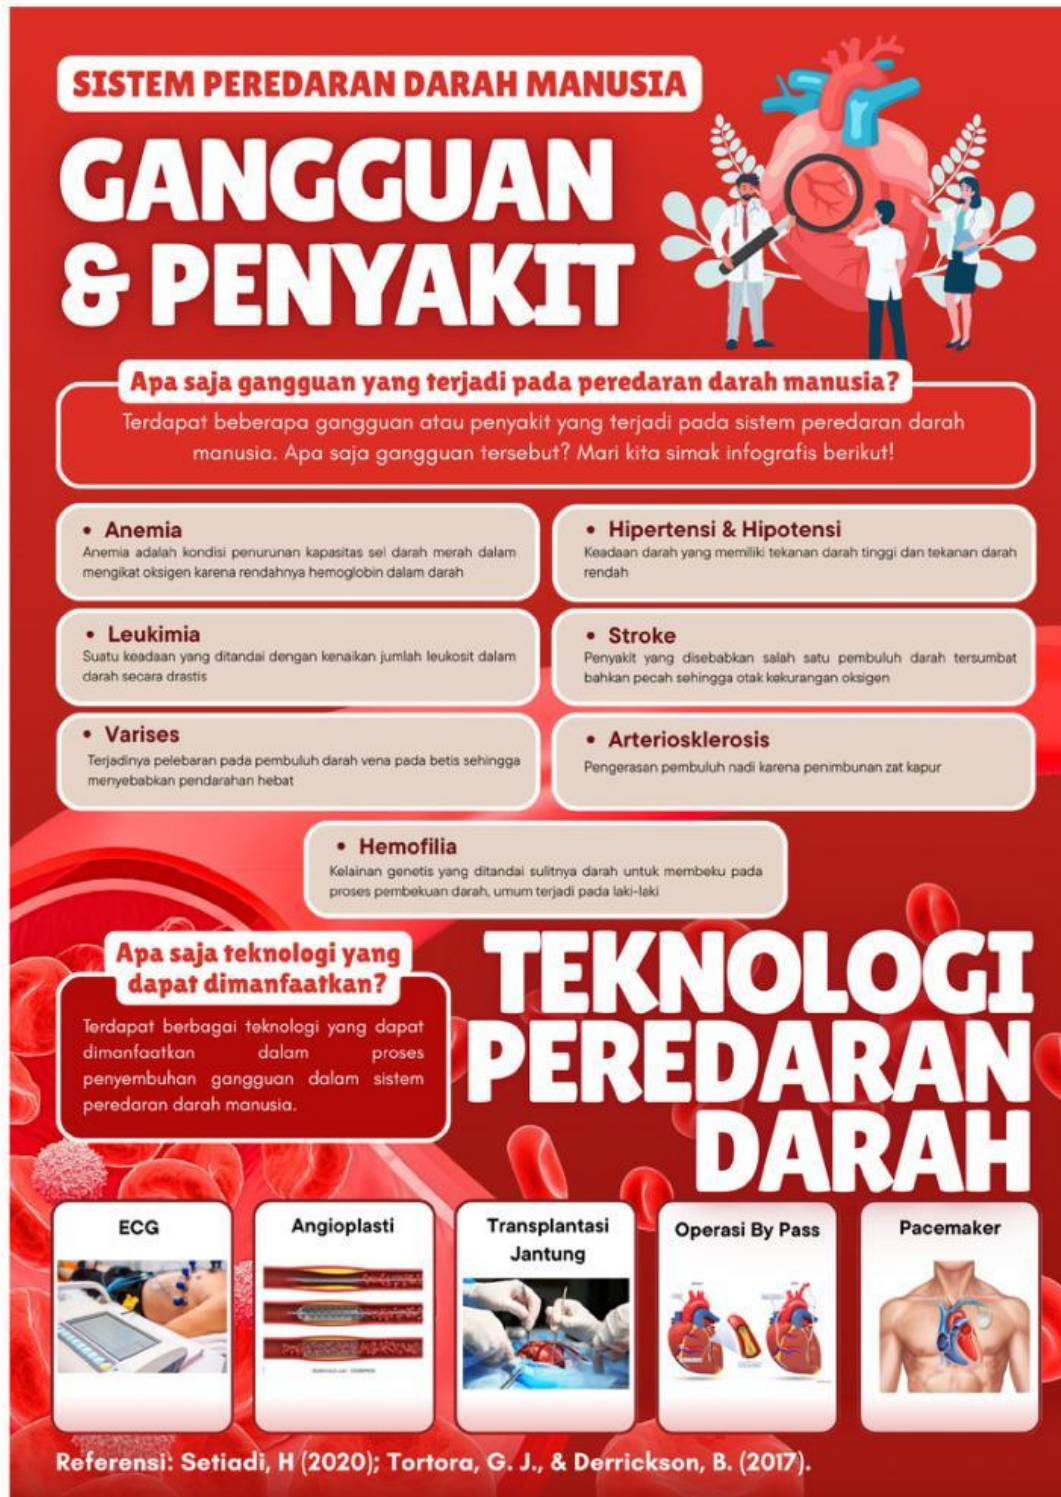 SISTEM PEREDARAN DARAH MANUSIA
GANGGUAN
& PENYAKIT
Apa saja gangguan yang terjadi pada peredaran darah manusia?
Terdapat beberapa gangguan atau penyakit yang terjadi pada sistem peredaran darah
manusia. Apa saja gangguan tersebut? Mari kita simak infografis berikut!
• Anemia
Anemia adalah kondisi penurunan kapasitas sel darah merah dalam
mengikat oksigen karena rendahnya hemoglobin dalam darah
• Hipertensi & Hipotensi
Keadaan darah yang memiliki tekanan darah tinggi dan tekanan darah
rendah
• Leukimia
Suatu keadaan yang ditandai dengan kenaikan jumlah leukosit dalam
darah secara drastis
• Stroke
Penyakit yang disebabkan salah satu pembuluh darah tersumbat
bahkan pecah sehingga otak kekurangan oksigen
• Varises
Terjadinya pelebaran pada pembuluh darah vena pada betis sehingga
menyebabkan pendarahan hebat
• Arteriosklerosis
Pengerasan pembuluh nadi karena penimbunan zat kapur
• Hemofilia
Kelainan genetis yang ditandai sulitnya darah untuk membeku pada
proses pembekuan darah, umum terjadi pada laki-laki
Apa saja teknologi yang
dapat dimanfaatkan?
Terdapat berbagai teknologi yang dapat
dimanfaatkan dalam proses
penyembuhan gangguan dalam sistem
peredaran darah manusia.
TEKNOLOGI
PEREDARAN
DARAH
ECG
Angioplasti
Transplantasi
Jantung
Operasi By Pass
Pacemaker
Referensi: Setiadi, H (2020); Tortora, G. J., & Derrickson, B. (2017).